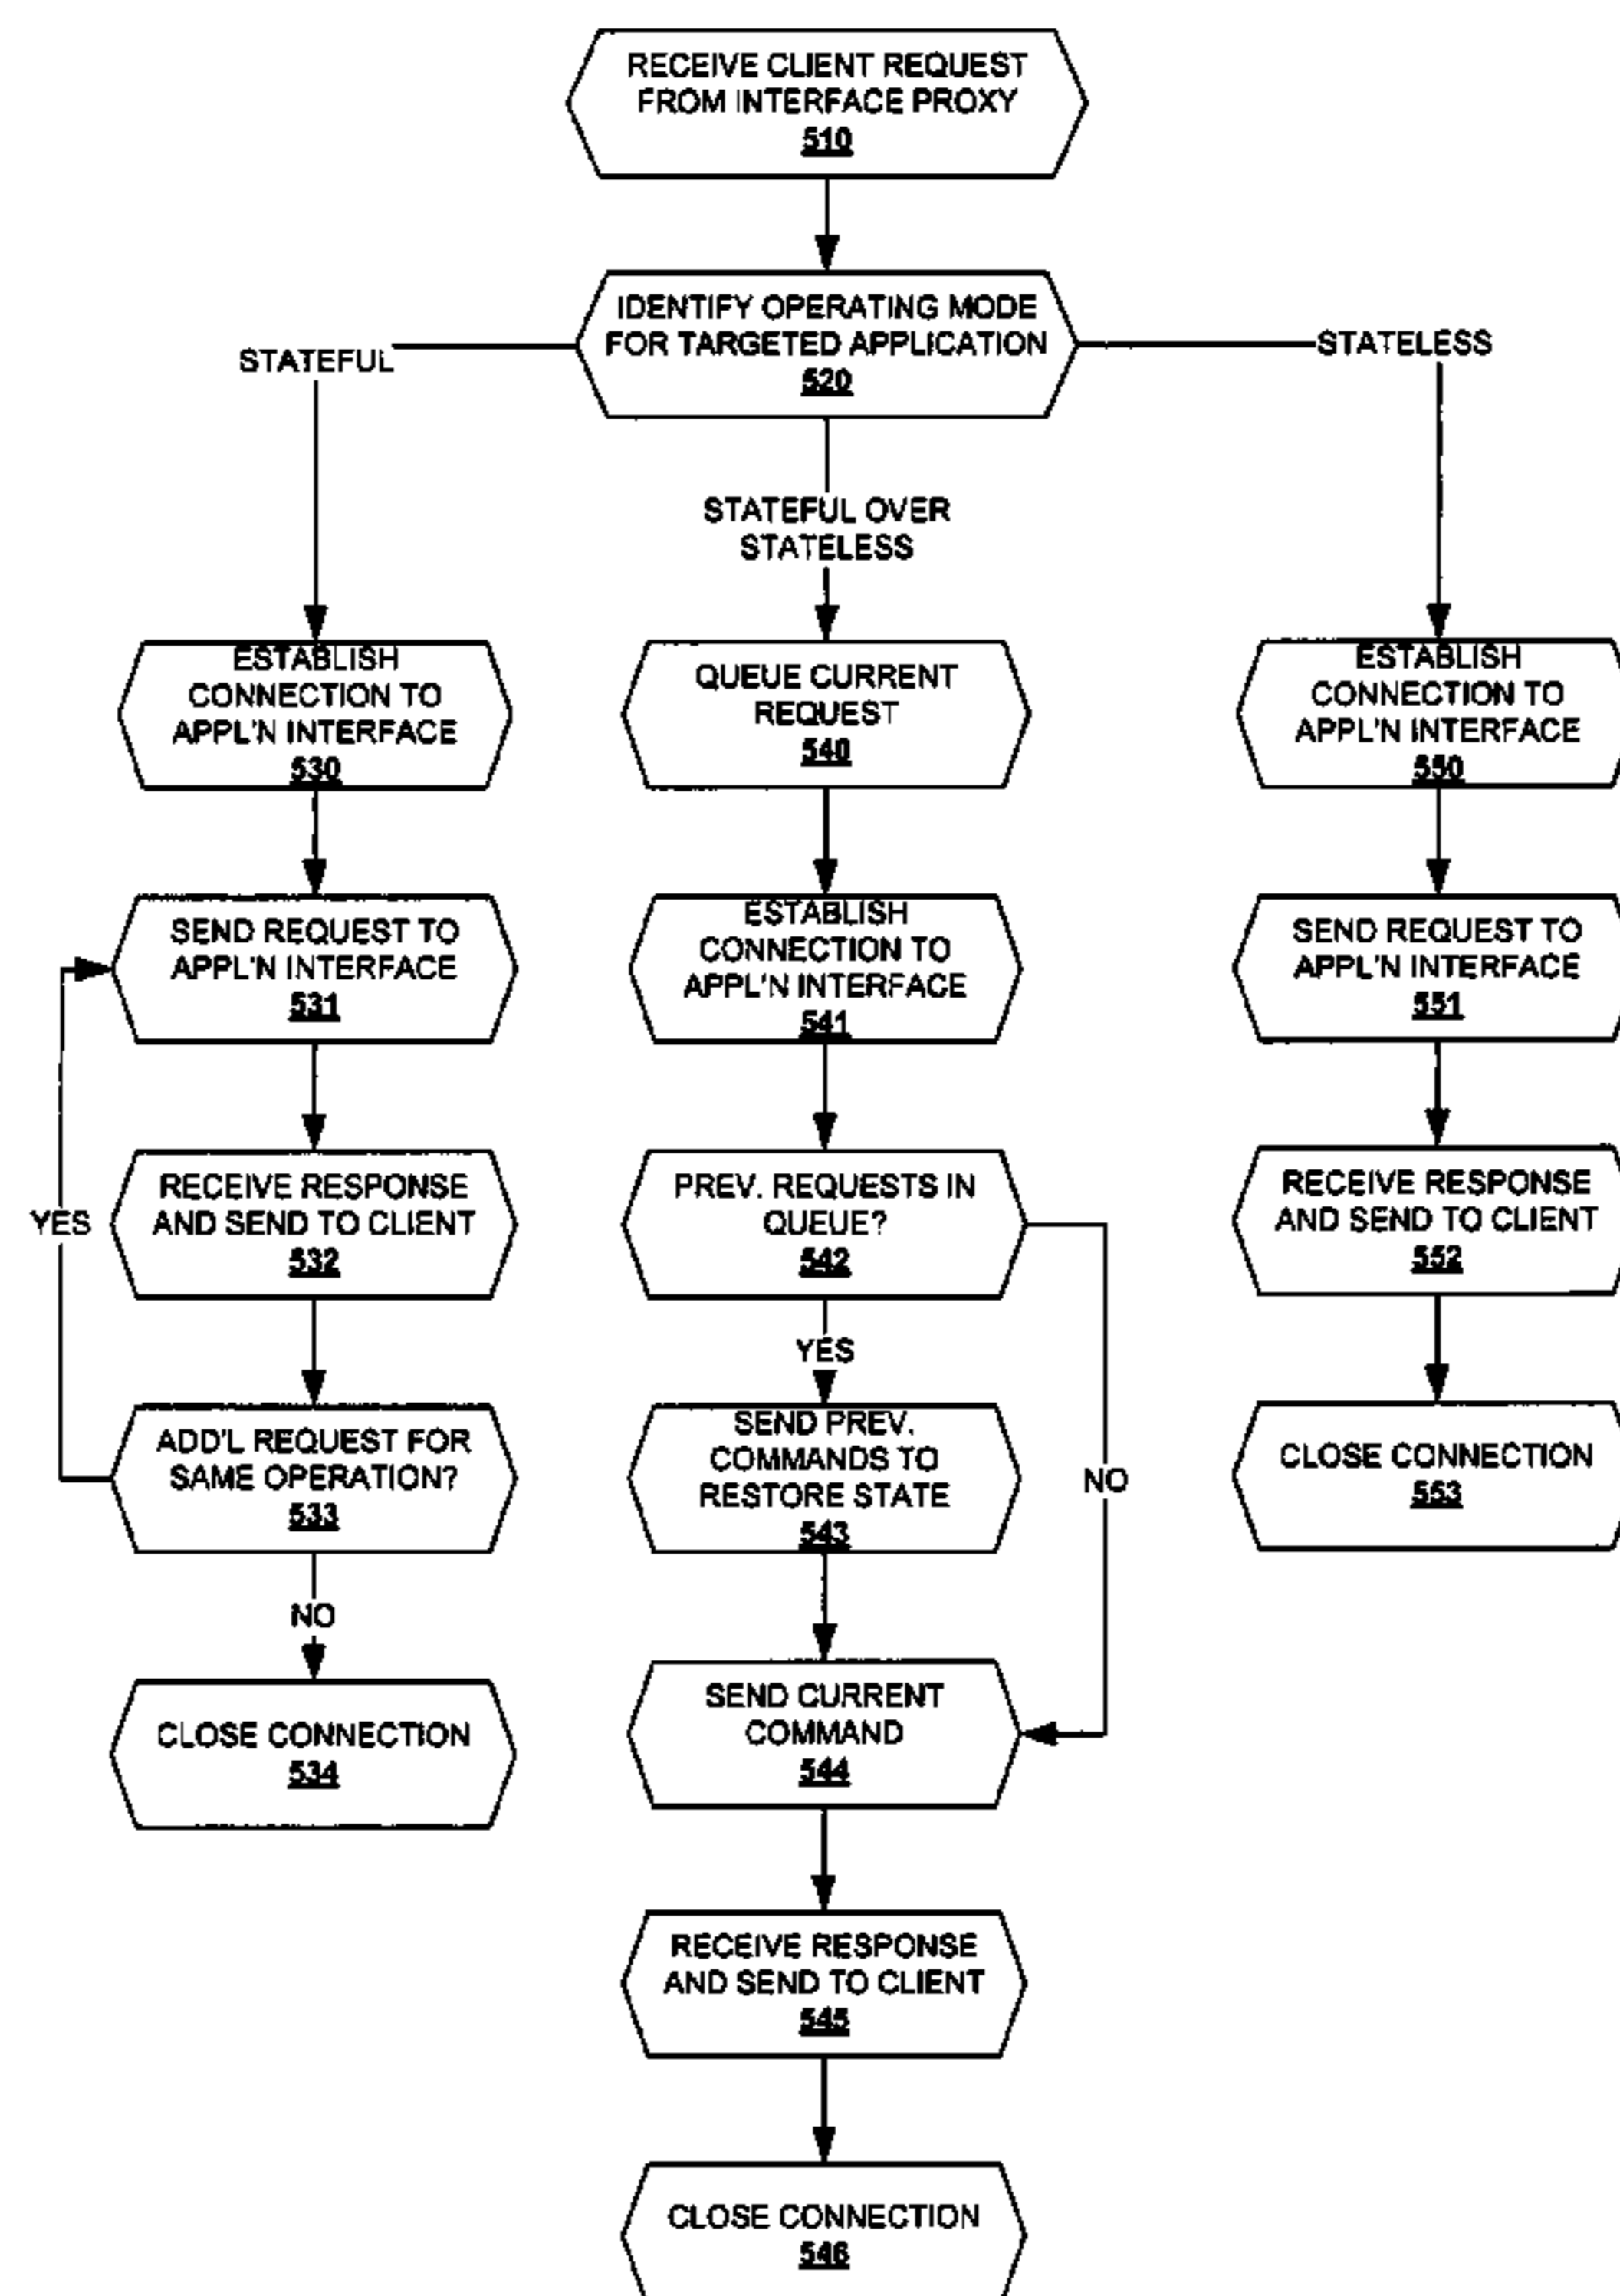 RECEIVE CLIENT REQUEST
FROM INTERFACE PROXY
510
IDENTIFY OPERATING MODE
FOR TARGETED APPLICATION
520
STATEFUL
STATEFUL OVER
STATELESS
STATELESS
ESTABLISH
CONNECTION TO
APPL'N INTERFACE
530
SEND REQUEST TO
APPL'N INTERFACE
531
RECEIVE RESPONSE
AND SEND TO CLIENT
532
YES
ADD'L REQUEST FOR
SAME OPERATION?
533
NO
CLOSE CONNECTION
534
QUEUE CURRENT
REQUEST
540
ESTABLISH
CONNECTION TO
APPL'N INTERFACE
541
PREV. REQUESTS IN
QUEUE?
542
YES
SEND PREV.
COMMANDS TO
RESTORE STATE
543
NO
SEND CURRENT
COMMAND
544
RECEIVE RESPONSE
AND SEND TO CLIENT
545
CLOSE CONNECTION
546
ESTABLISH
CONNECTION TO
APPL'N INTERFACE
550
SEND REQUEST TO
APPL'N INTERFACE
551
RECEIVE RESPONSE
AND SEND TO CLIENT
552
CLOSE CONNECTION
553